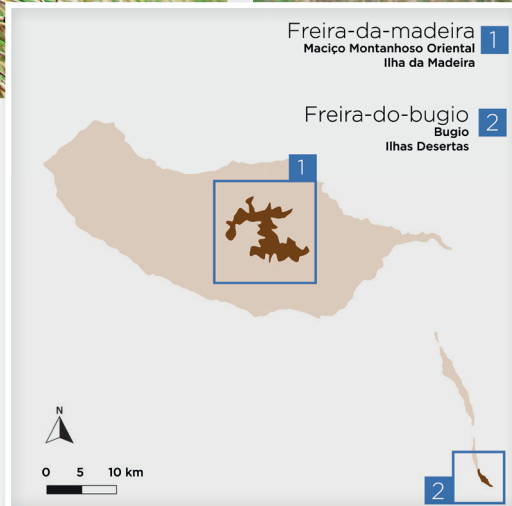 Freira-da-madeira 1
Maciço Montanhoso Oriental
Ilha da Madeira
Freira-do-bugio 2
Bugio
Ilhas Desertas
1
N
0 5 10 km
2